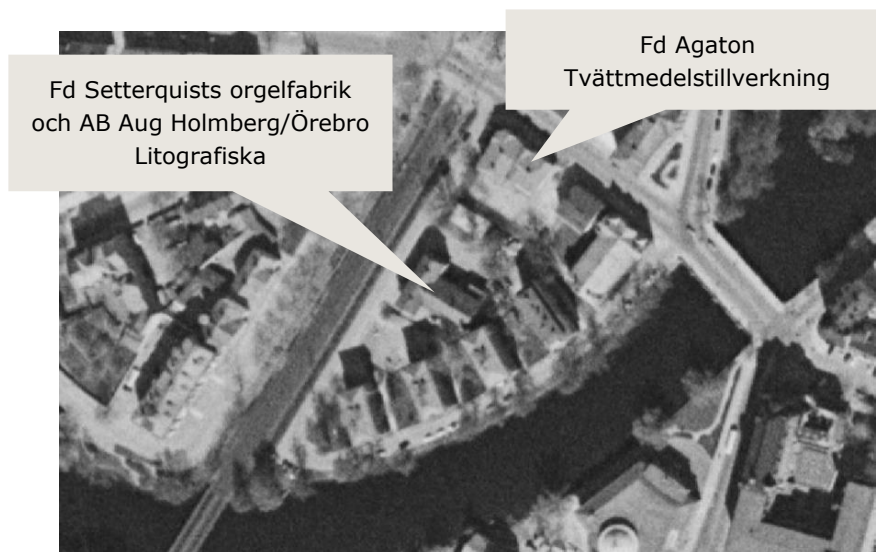 Fd Agaton
Tvättmedelstillverkning
Fd Setterquists orgelfabrik
och AB Aug Holmberg/Örebro
Litografiska